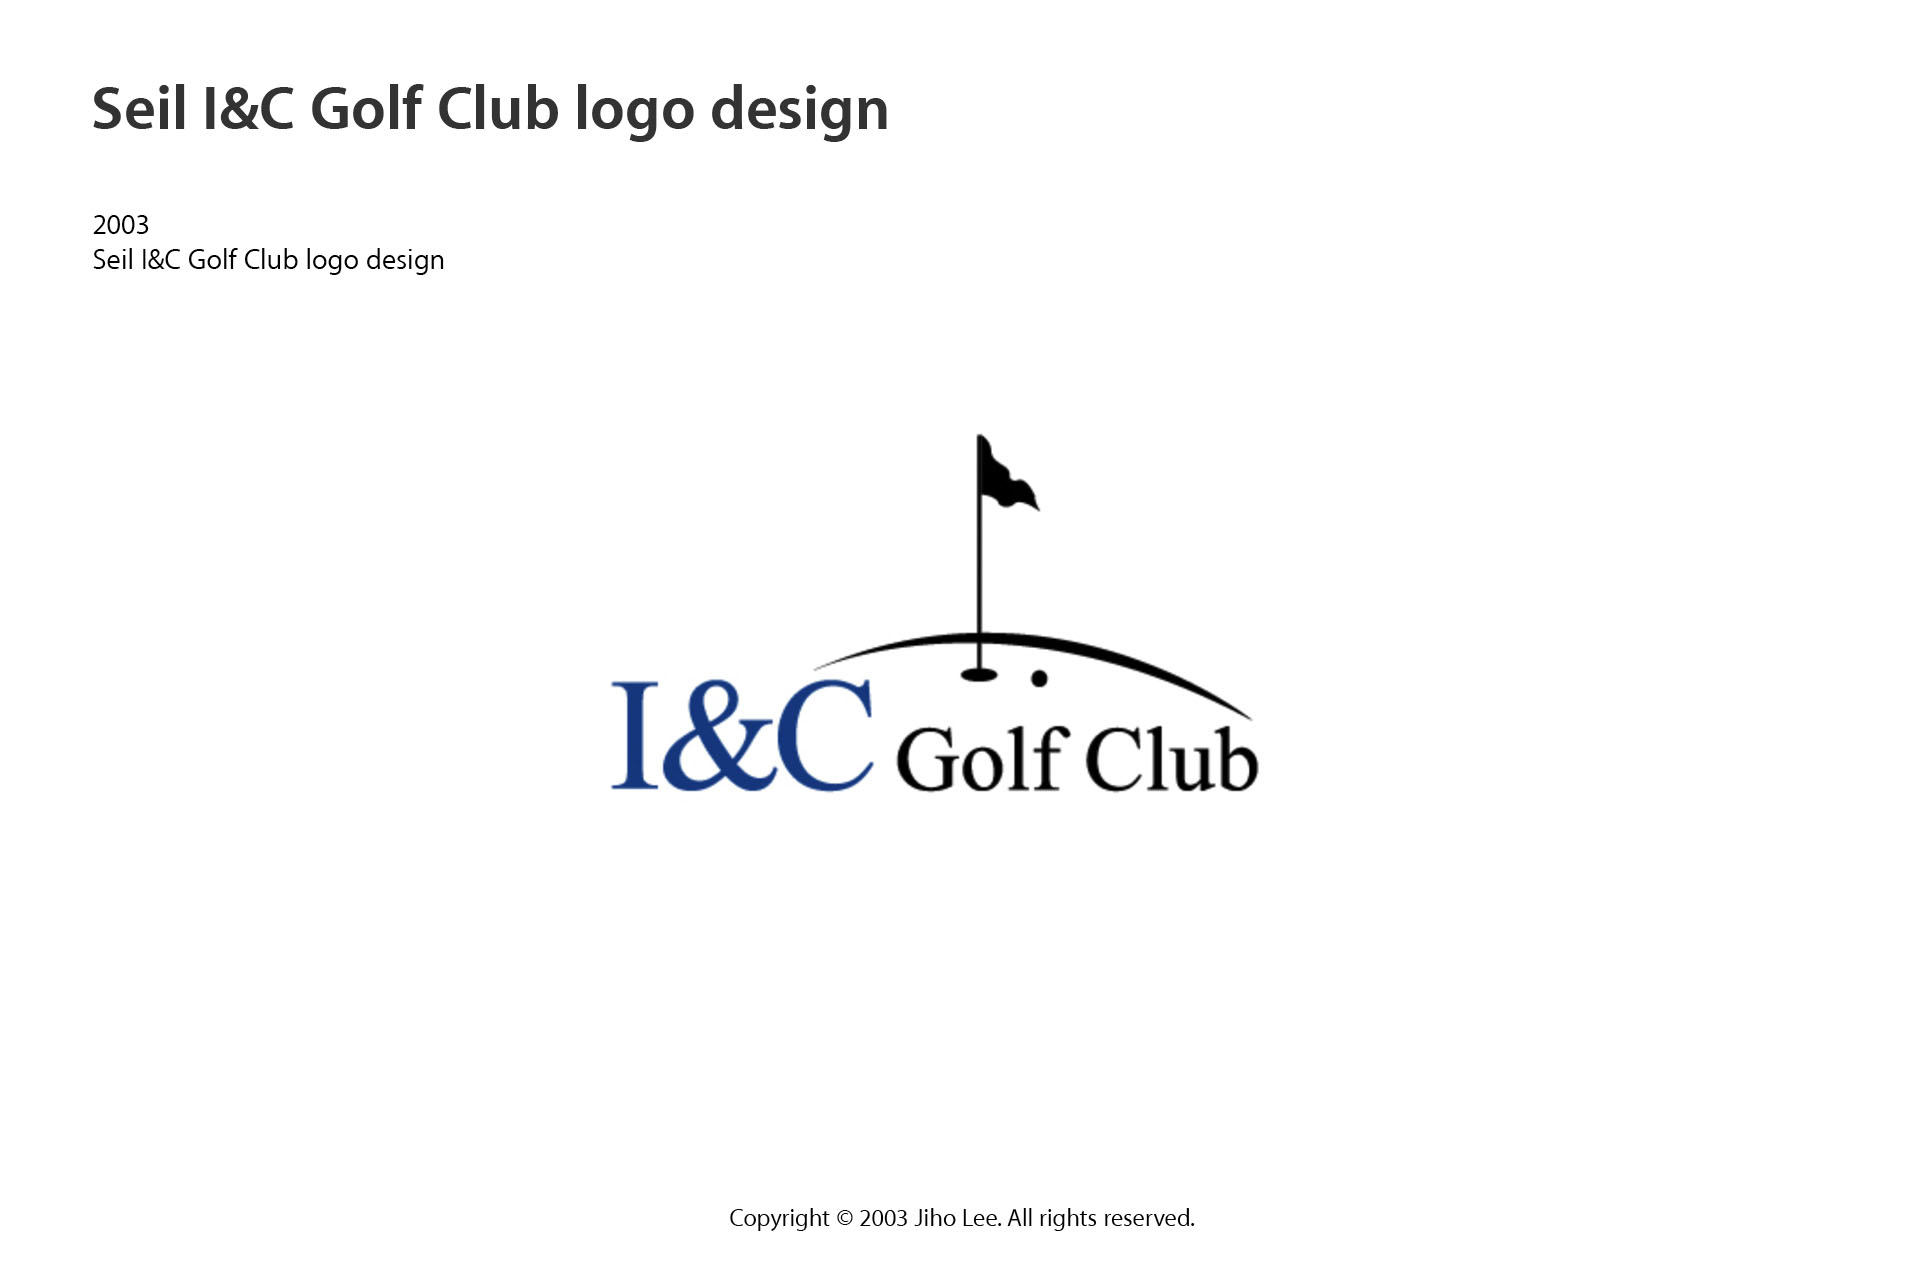 Seil I&C Golf Club logo design
2003
Seil I&C Golf Club logo design
I&C Golf Club
Copyright © 2003 Jiho Lee. All rights reserved.